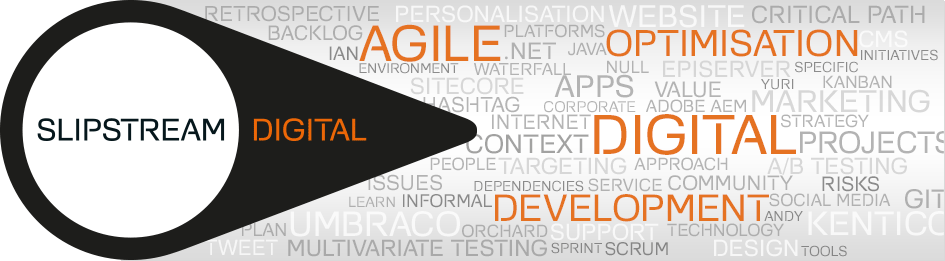 RETROSPECTIVE PERSONALISATION WEBSITE CRITICAL PATH
BACKLOG AGILE PLATFORMS OPTIMISATION CMS
IAN .NET JAVA INITIATIVES
ENVIRONMENT WATERFALL NULL EPISERVER SPECIFIC
SITECORE APPS VALUE YURI KANBAN
HASHTAG CORPORATE ADOBE AEM MARKETING
SLIPSTREAM DIGITAL
INTERNET DIGITAL STRATEGY
CONTEXT PROJECTS
PEOPLE TARGETING APPROACH A/B TESTING
ISSUES DEPENDENCIES SERVICE COMMUNITY RISKS
LEARN INFORMAL DEVELOPMENT SOCIAL MEDIA GIT
PLAN UMBRACO ORCHARD SUPPORT TECHNOLOGY ANDY KENTICO
TWEET MULTIVARIATE TESTING SPRINT SCRUM DESIGN TOOLS